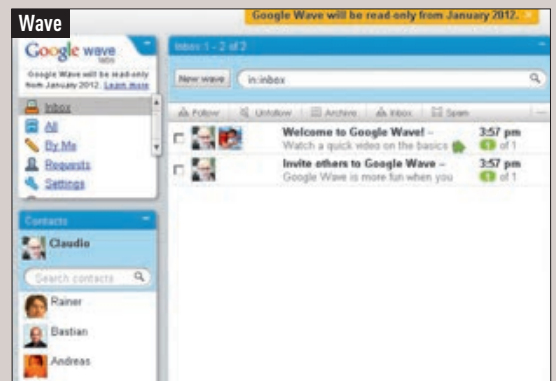 Wave
Google Wave will be read-only from January 2012.
Google wave
labs
Google Wave will be read-only
from January 2012. Learn more
Inbox
All
By Me
Requests
Settings
Contacts
Claudio
Search contacts
Rainer
Bastian
Andreas
Inbox 1 - 2 of 2
New wave in:inbox
Follow Unfollow Archive Inbox Spam
Welcome to Google Wave! – 3:57 pm
Watch a quick video on the basics 1 of 1
Invite others to Google Wave – 3:57 pm
Google Wave is more fun when you 1 of 1